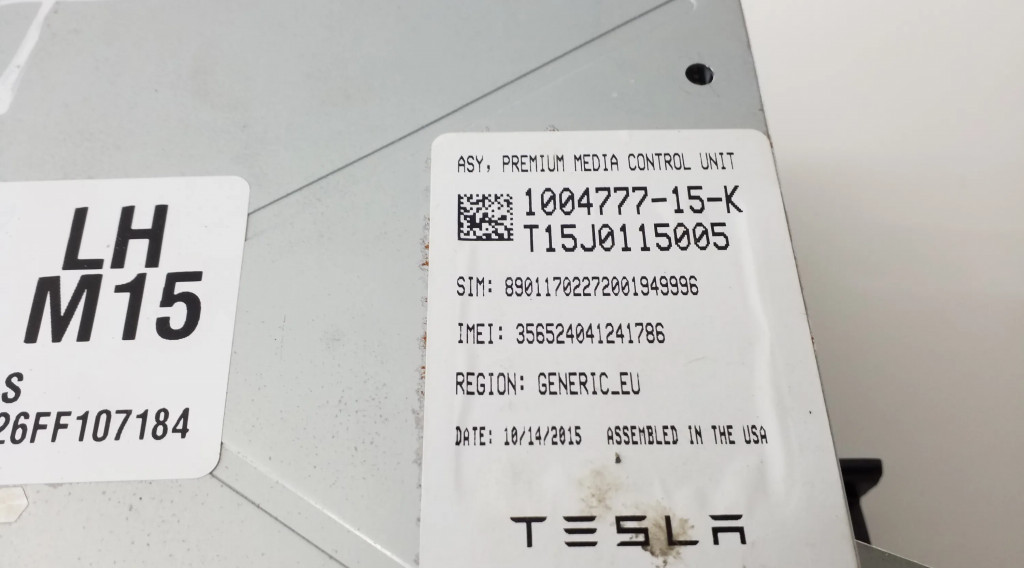 LH
M15
S
26FF107184
ASY, PREMIUM MEDIA CONTROL UNIT
1004777-15-K
T15J0115005
SIM: 89011702272001949996
IMEI: 356524041241786
REGION: GENERIC_EU
DATE: 10/14/2015 ASSEMBLED IN THE USA
TESLA